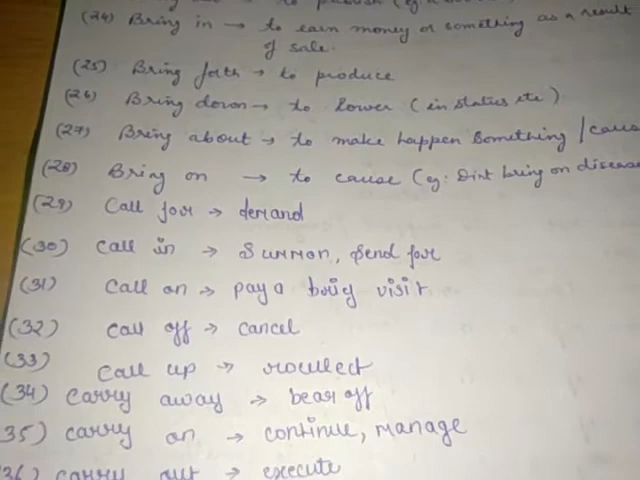 (24) Bring in → to earn money or something as a result
of sale.
(25) Bring forth → to produce
(26) Bring down → to lower (in status etc)
(27) Bring about → to make happen something / cause
(28) Bring on → to cause (eg: Dirt bring on disease
(29) Call for → demand
(30) Call in → Summon, send for
(31) Call on → pay a brief visit
(32) Call off → cancel
(33) Call up → recollect
(34) Carry away → bear off
35) Carry on → continue, manage
36) Carry out → execute